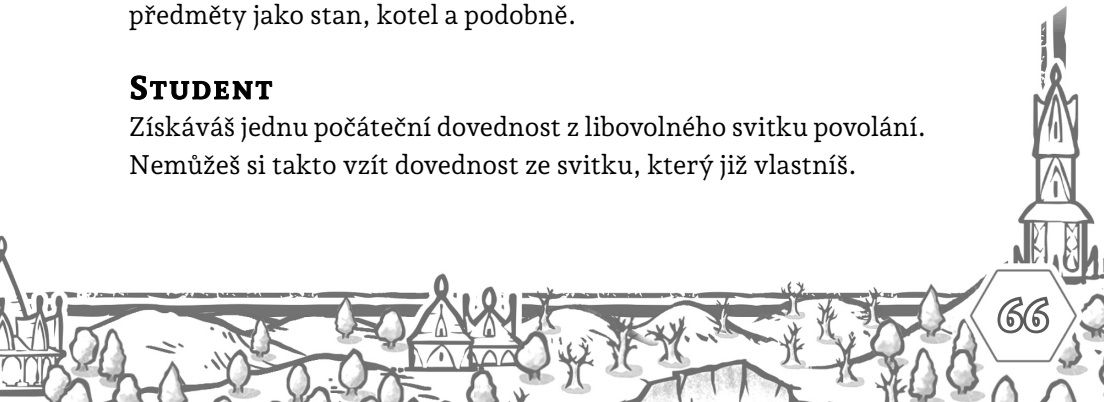 předměty jako stan, kotel a podobně.
Student
Získáváš jednu počáteční dovednost z libovolného svitku povolání.
Nemůžeš si takto vzít dovednost ze svitku, který již vlastníš.
66